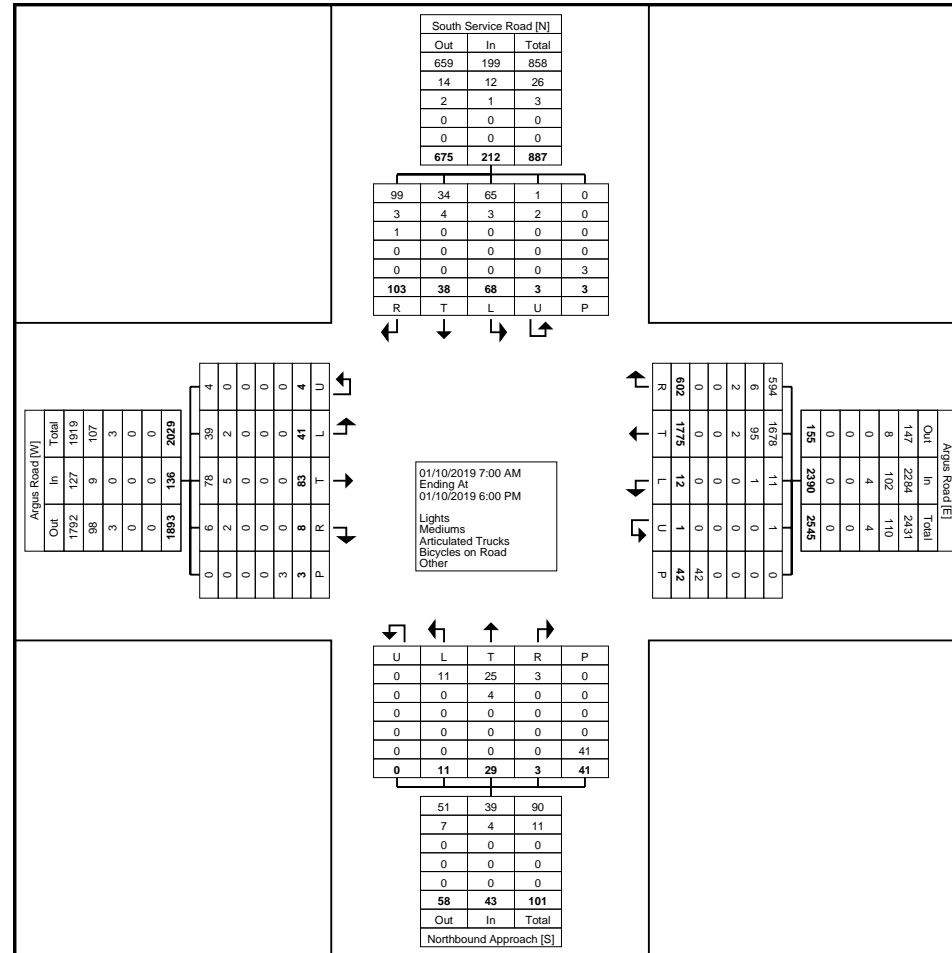 South Service Road [N]
Out In Total
659 199 858
14 12 26
2 1 3
0 0 0
0 0 0
675 212 887
99 34 65 1 0
3 4 3 2 0
1 0 0 0 0
0 0 0 0 0
0 0 0 0 3
103 38 68 3 3
R T L U P
Argus Road [W]
Total 1919 107 3 0 0 2029
In 127 9 0 0 0 136
Out 1792 98 3 0 0 1893
4 0 0 0 0 4 U
39 2 0 0 0 41 L
78 5 0 0 0 83 T
6 2 0 0 0 8 R
0 0 0 0 3 3 P
01/10/2019 7:00 AM
Ending At
01/10/2019 6:00 PM
Lights
Mediums
Articulated Trucks
Bicycles on Road
Other
R 602 0 0 2 6 594
T 1775 0 0 2 95 1678
L 12 0 0 0 1 11
U 1 0 0 0 0 1
P 42 42 0 0 0 0
155 0 0 0 8 147 Out
2390 0 0 4 102 2284 In
2545 0 0 4 110 2431 Total
Argus Road [E]
U L T R P
0 11 25 3 0
0 0 4 0 0
0 0 0 0 0
0 0 0 0 0
0 0 0 0 41
0 11 29 3 41
51 39 90
7 4 11
0 0 0
0 0 0
0 0 0
58 43 101
Out In Total
Northbound Approach [S]